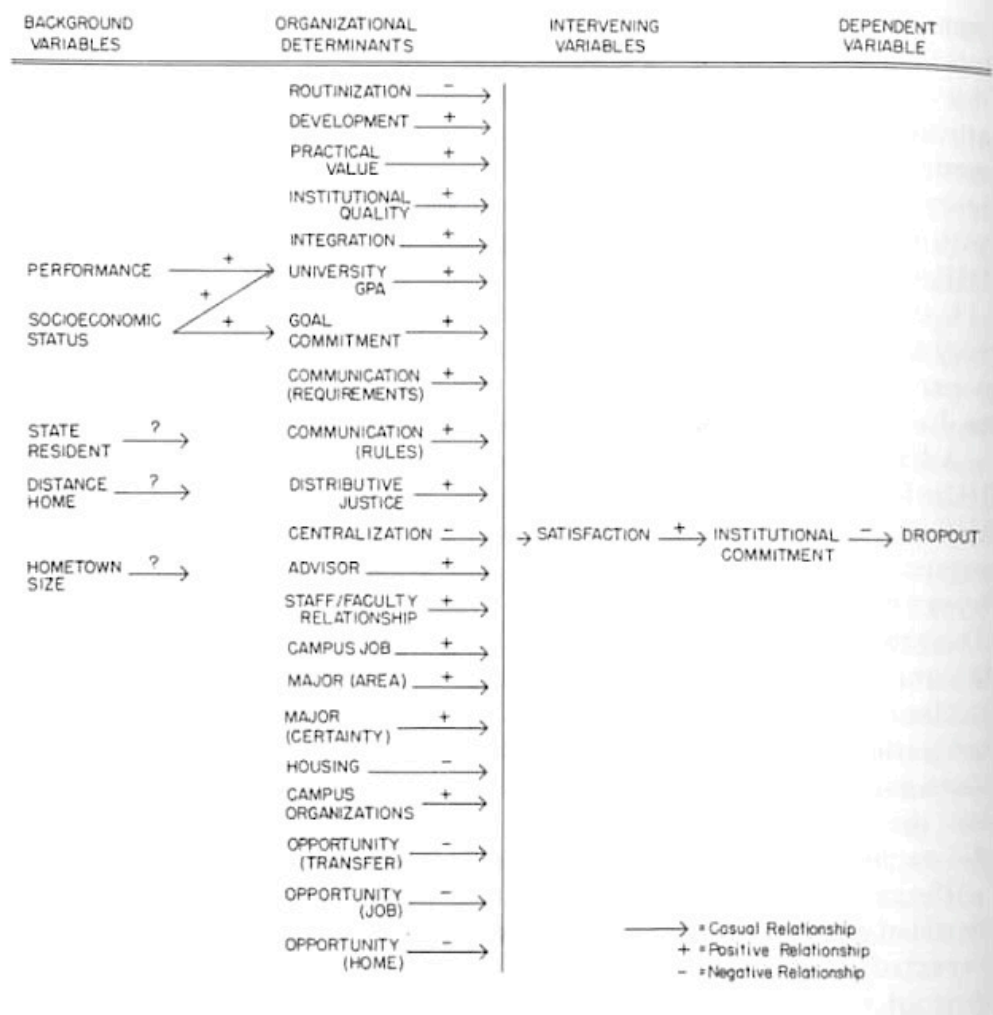 BACKGROUND
VARIABLES
ORGANIZATIONAL
DETERMINANTS
INTERVENING
VARIABLES
DEPENDENT
VARIABLE
ROUTINIZATION -
DEVELOPMENT +
PRACTICAL
VALUE +
INSTITUTIONAL
QUALITY +
INTEGRATION +
PERFORMANCE +
UNIVERSITY
GPA +
+
SOCIOECONOMIC
STATUS +
GOAL
COMMITMENT +
COMMUNICATION
(REQUIREMENTS) +
STATE
RESIDENT ?
COMMUNICATION
(RULES) +
DISTANCE
HOME ?
DISTRIBUTIVE
JUSTICE +
CENTRALIZATION -
SATISFACTION +
INSTITUTIONAL
COMMITMENT -
DROPOUT
HOMETOWN
SIZE ?
ADVISOR +
STAFF/FACULTY
RELATIONSHIP +
CAMPUS JOB +
MAJOR (AREA) +
MAJOR
(CERTAINTY) +
HOUSING -
CAMPUS
ORGANIZATIONS +
OPPORTUNITY
(TRANSFER) -
OPPORTUNITY
(JOB) -
OPPORTUNITY
(HOME) -
= Casual Relationship
+ = Positive Relationship
- = Negative Relationship